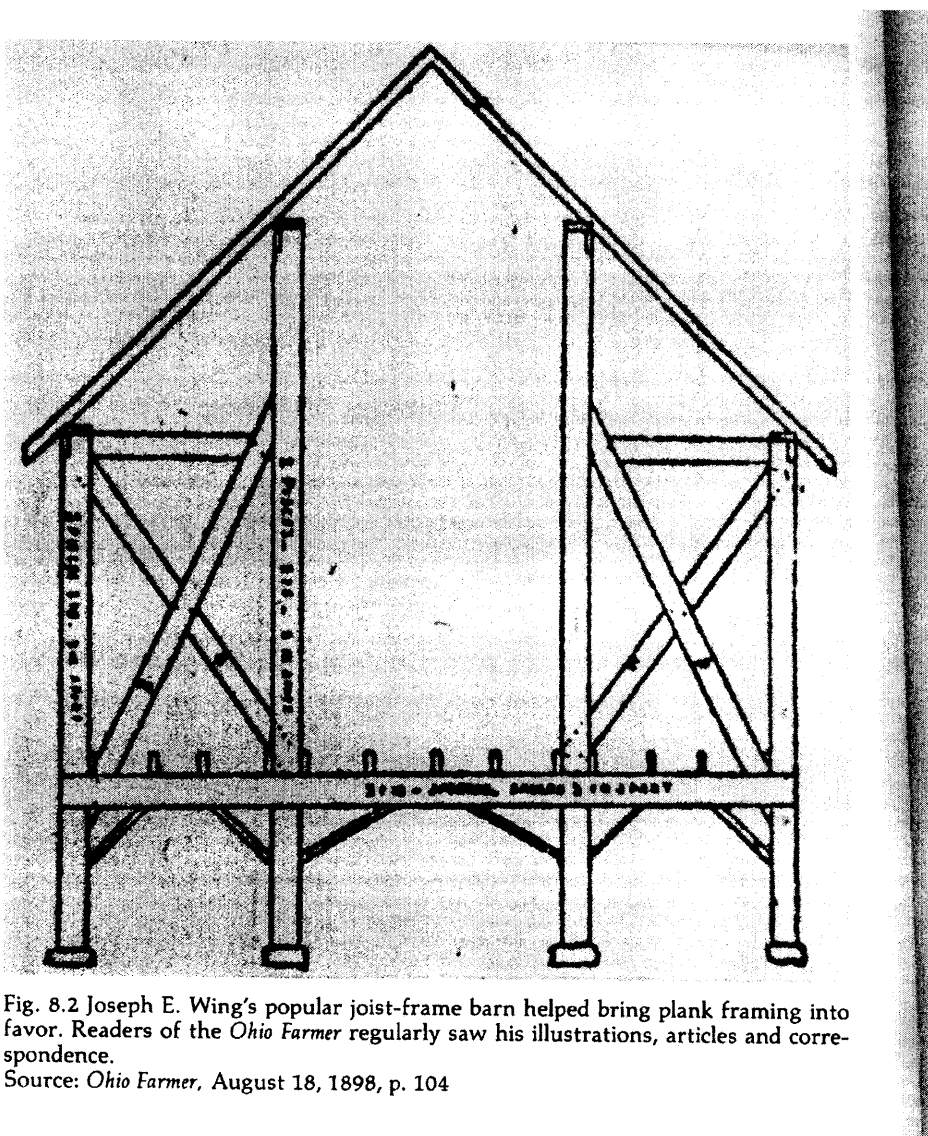 Fig. 8.2 Joseph E. Wing's popular joist-frame barn helped bring plank framing into
favor. Readers of the Ohio Farmer regularly saw his illustrations, articles and corre-
spondence.
Source: Ohio Farmer, August 18, 1898, p. 104